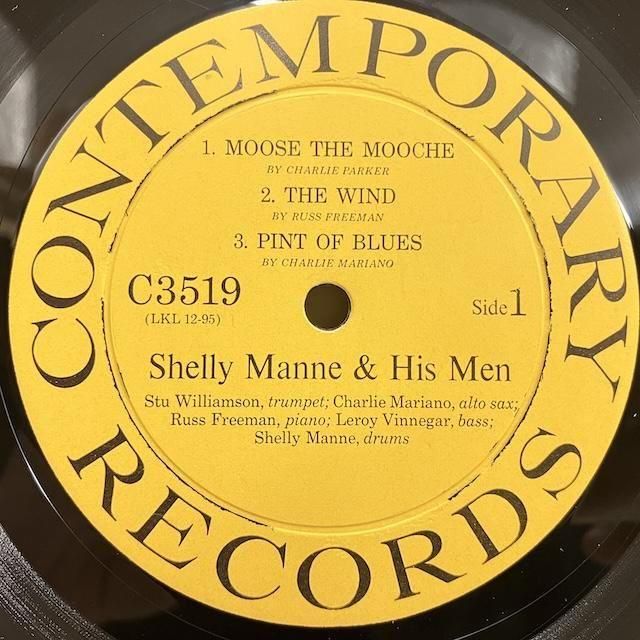 CONTEMPORARY
1. MOOSE THE MOOCHE
BY CHARLIE PARKER
2. THE WIND
BY RUSS FREEMAN
3. PINT OF BLUES
BY CHARLIE MARIANO
C3519
(LKL 12-95)
Side 1
Shelly Manne & His Men
Stu Williamson, trumpet; Charlie Mariano, alto sax;
Russ Freeman, piano; Leroy Vinnegar, bass;
Shelly Manne, drums
RECORDS